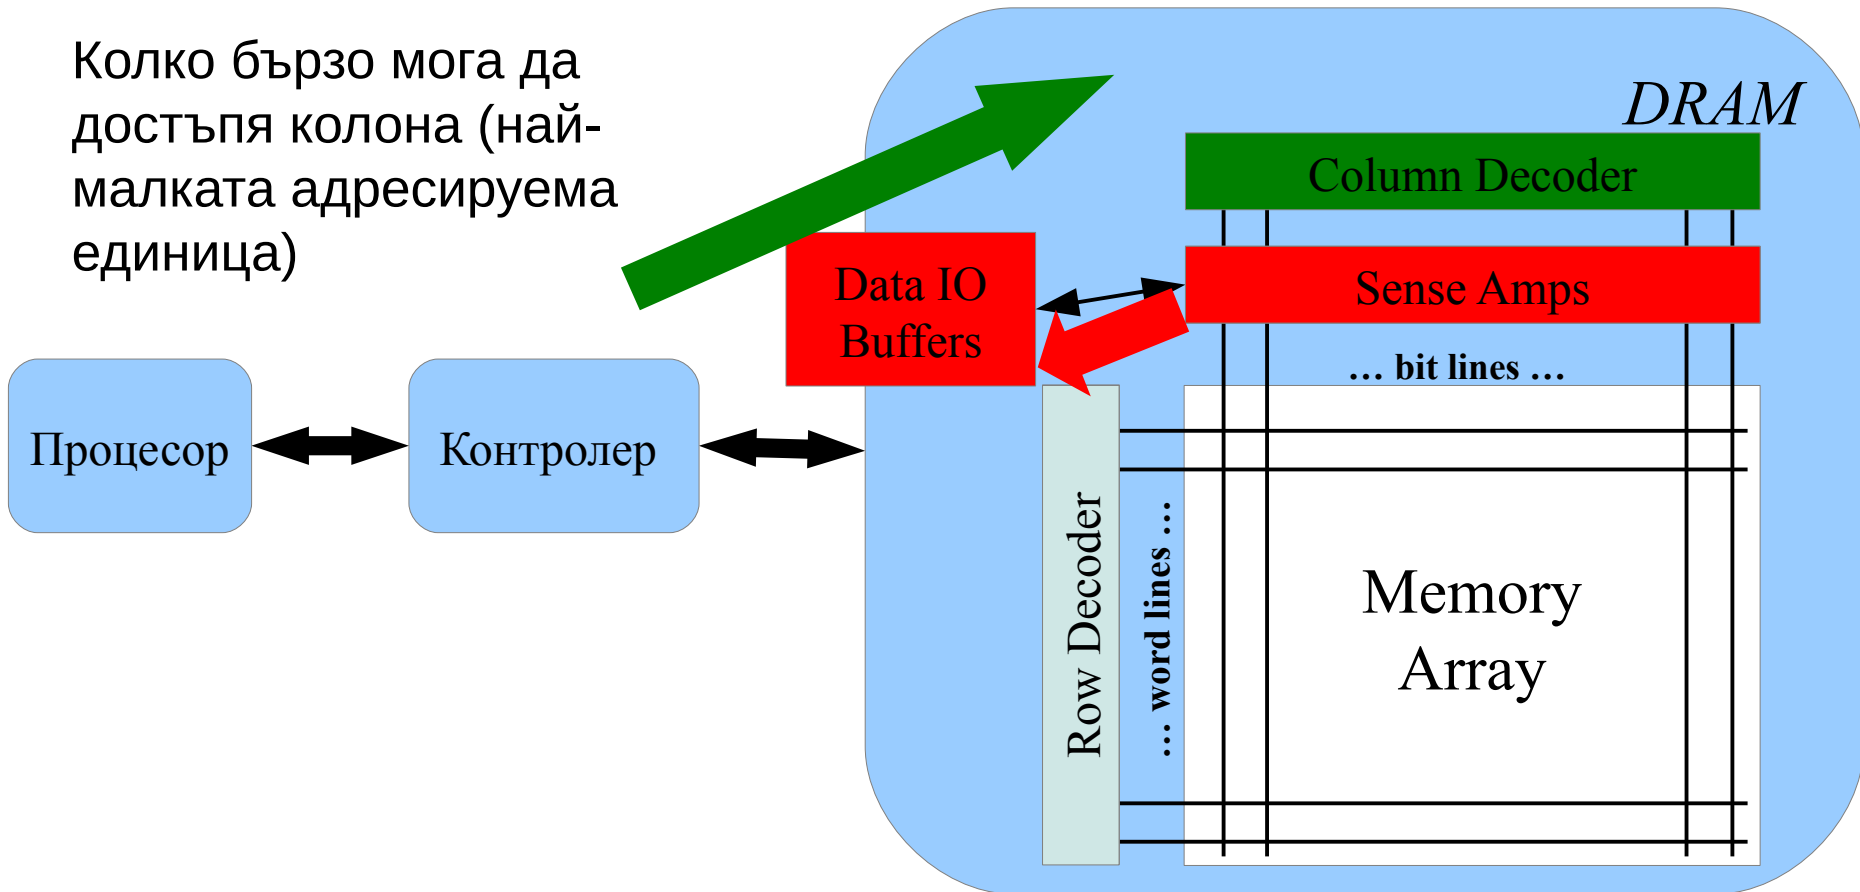 Колко бързо мога да
достъпя колона (най-
малката адресируема
единица)
DRAM
Column Decoder
Data IO
Buffers
Sense Amps
... bit lines ...
Процесор
Контролер
Row Decoder
... word lines ...
Memory
Array